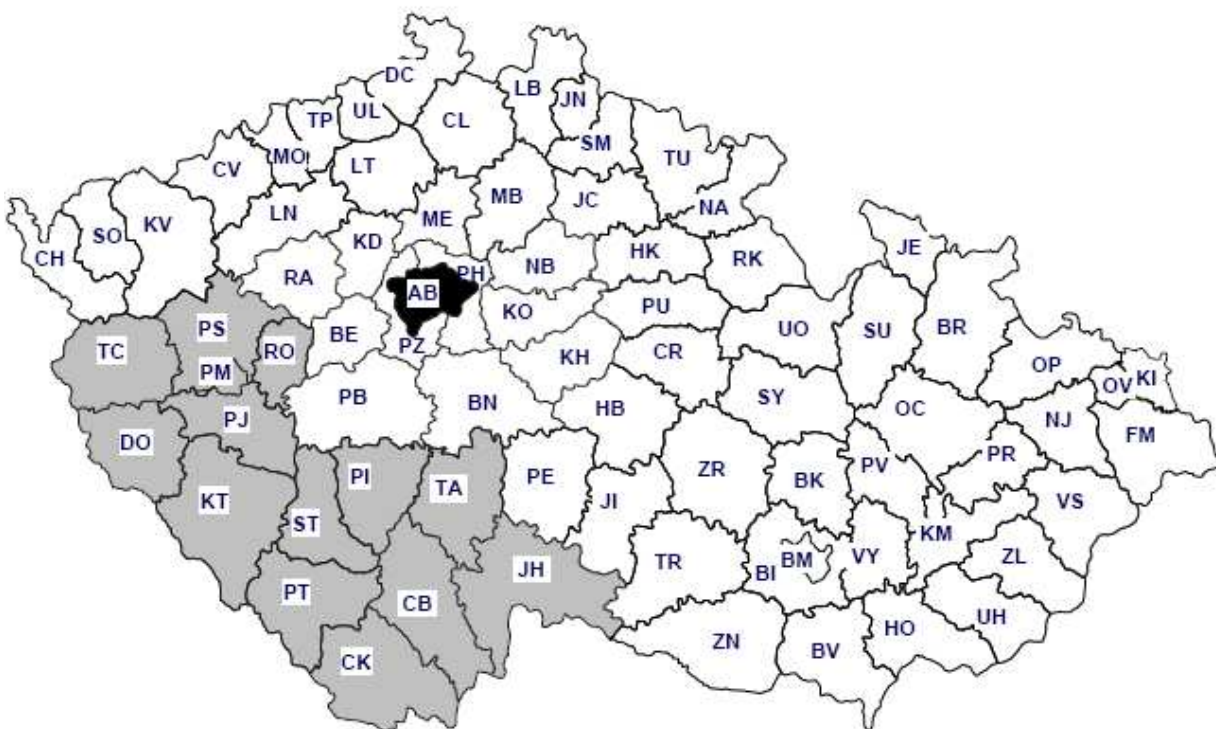 DC
LB
JN
UL
TP
CL
SM
MO
CV
LT
TU
MB
JC
LN
ME
NA
KV
SO
KD
CH
HK
RK
JE
NB
PH
RA
AB
KO
PU
PS
BE
UO
SU
BR
TC
RO
PZ
CR
KH
OP
KI
PM
OV
PB
BN
SY
HB
OC
PJ
NJ
FM
DO
PR
PI
TA
PE
ZR
PV
BK
KT
JI
VS
ST
KM
TR
BM
VY
ZL
JH
BI
PT
CB
UH
HO
ZN
BV
CK